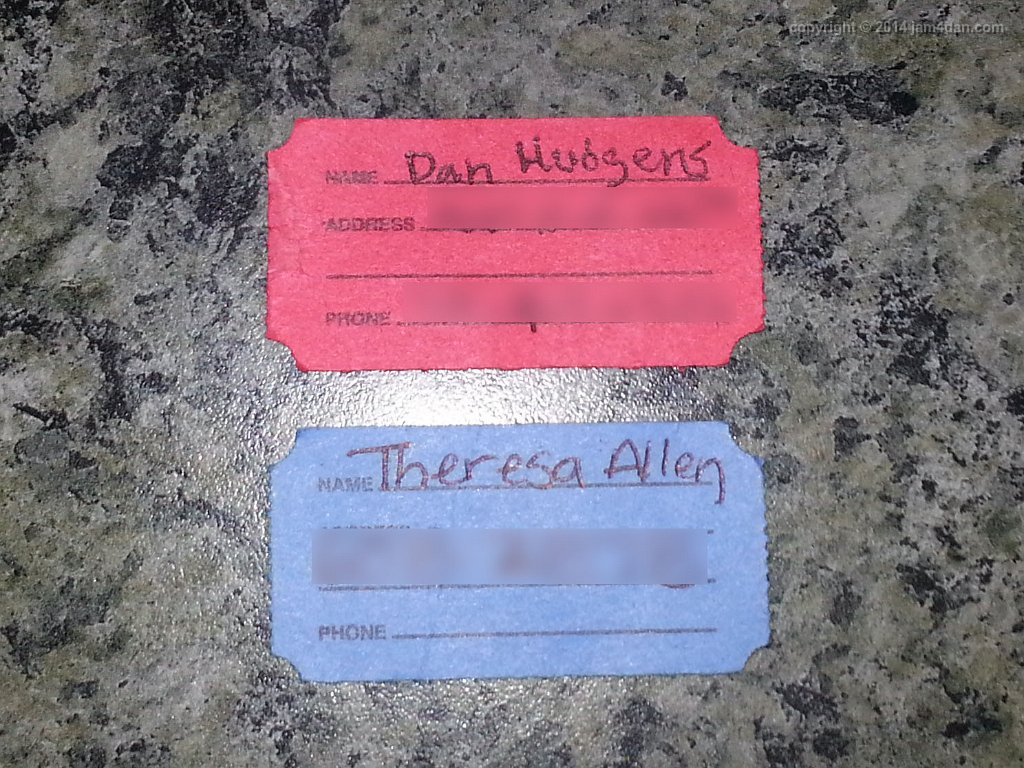 copyright © 2014 jam4dan.com
NAME Dan Hudgens
ADDRESS
PHONE
NAME Theresa Allen
PHONE